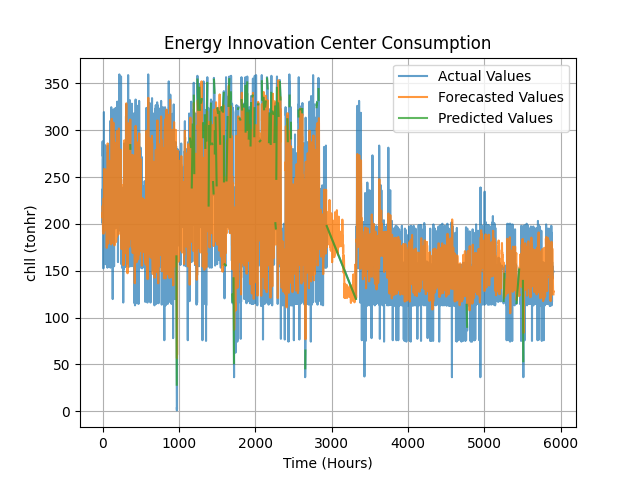 Energy Innovation Center Consumption
Actual Values
Forecasted Values
Predicted Values
350
300
250
200
150
100
50
0
chll (tonhr)
0 1000 2000 3000 4000 5000 6000
Time (Hours)